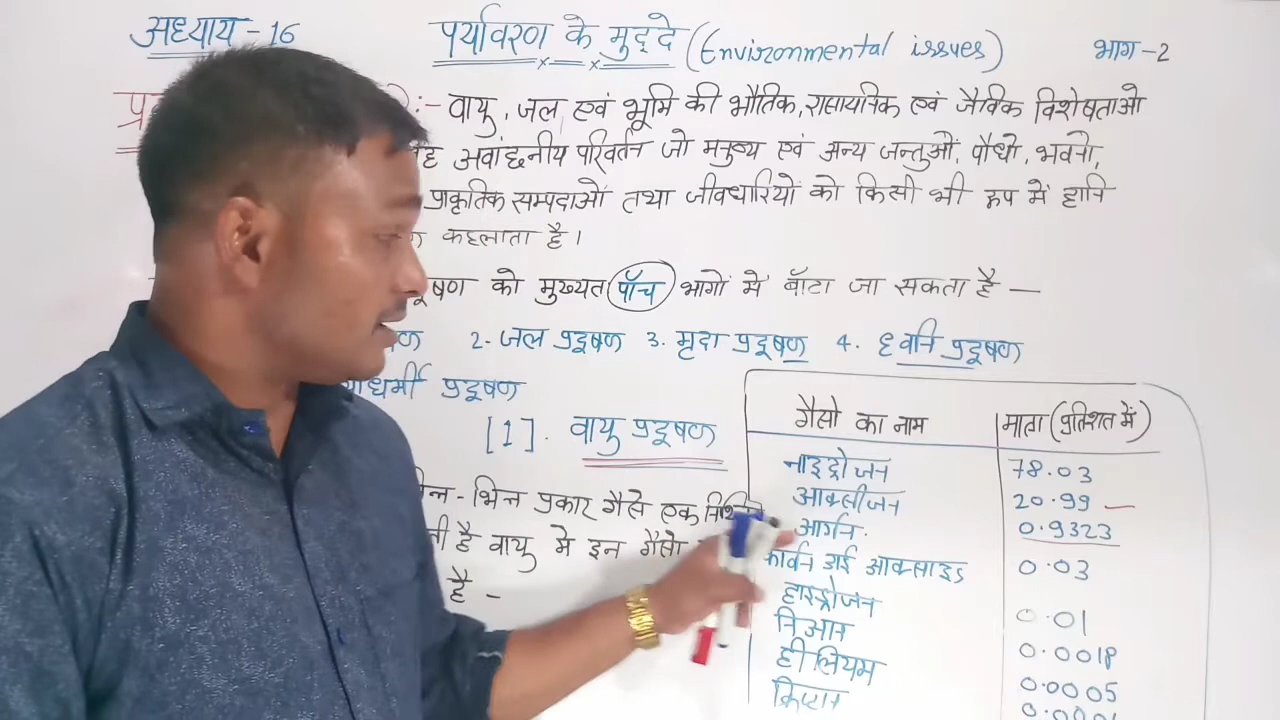 अध्याय - 16 पर्यावरण के मुद्दे (Environmental issues) भाग-2
:- वायु, जल एवं भूमि की भौतिक, रासायनिक एवं जैविक विशेषताओ
अवांछनीय परिवर्तन जो मनुष्य एवं अन्य जन्तुओं, पौधो, भवनो,
प्राकृतिक सम्पदाओं तथा जीवधारियों को किसी भी रूप में हानि
कहलाता है।
को मुख्यत पाँच भागों में बाँटा जा सकता है —
2. जल प्रदूषण 3. मृदा प्रदूषण 4. ध्वनि प्रदूषण
प्रदूषण
[1]. वायु प्रदूषण
- भिन्न प्रकार गैसे एक
है वायु मे इन गैसो
है -
गैसो का नाम मात्रा (प्रतिशत में)
नाइट्रोजन 78.03
आक्सीजन 20.99
आर्गन 0.9323
कार्बन डाई आक्साइड 0.03
हाइड्रोजन 0.01
निआन 0.0018
हीलियम 0.0005
क्रिप्टान